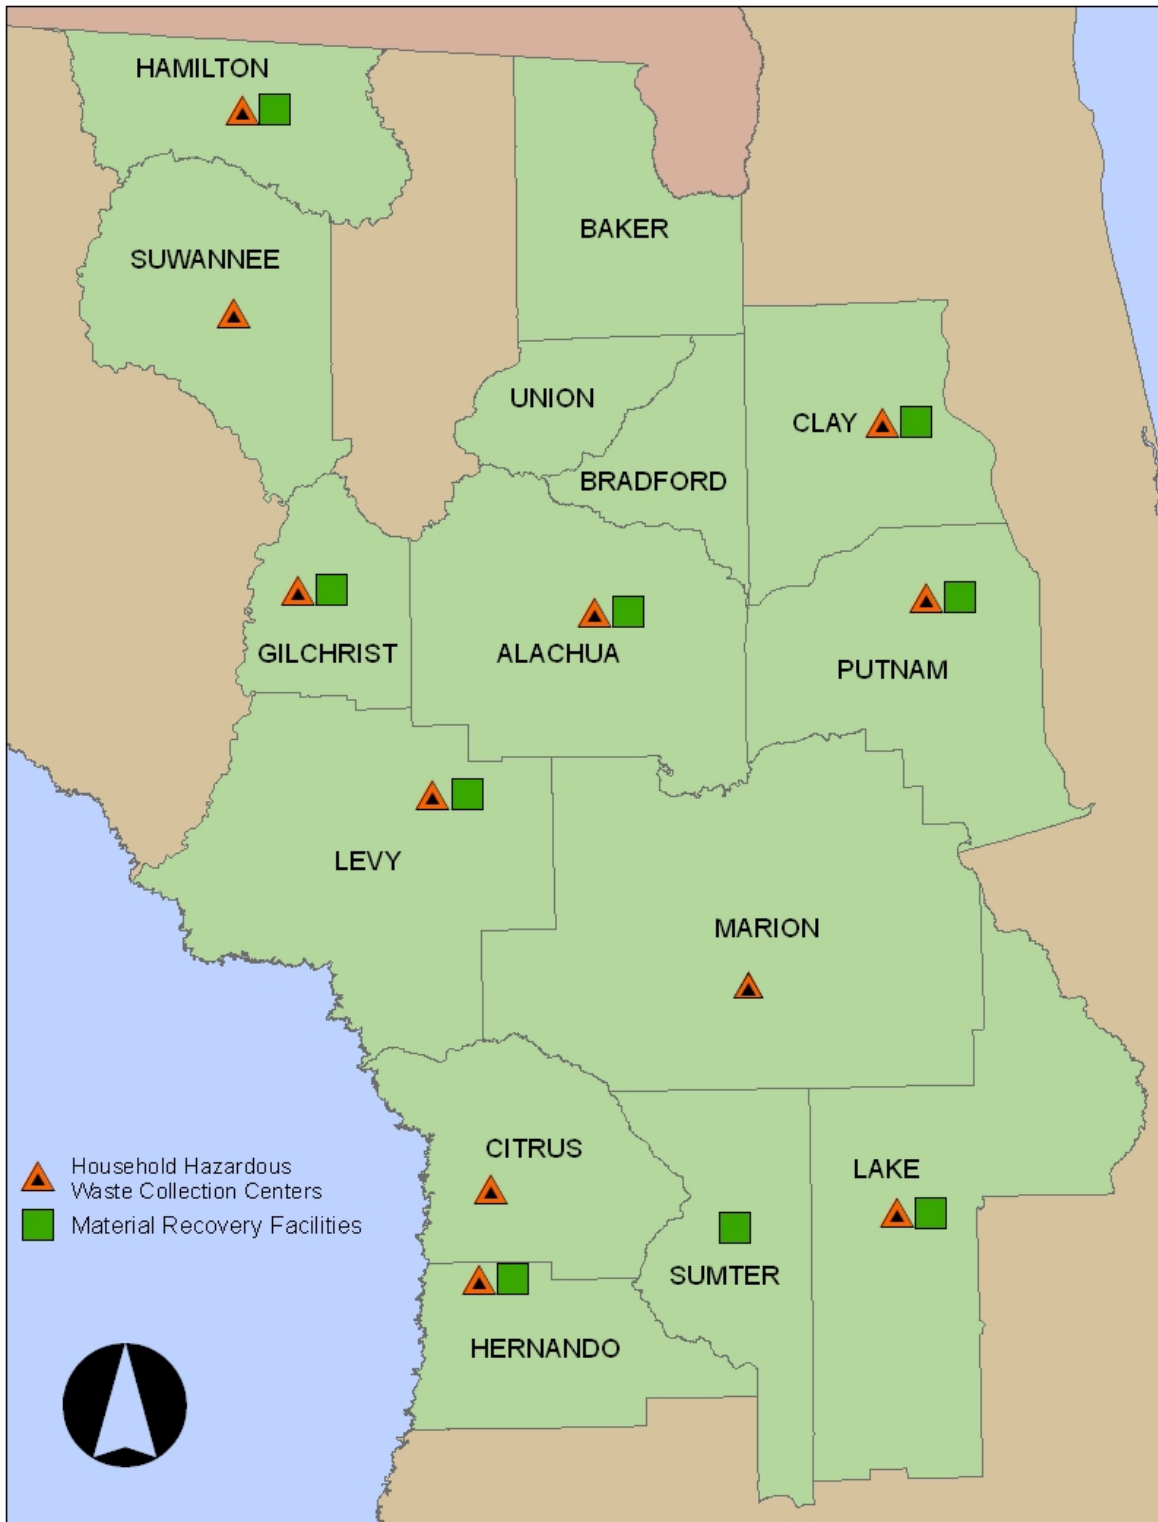 HAMILTON
BAKER
SUWANNEE
UNION
CLAY
BRADFORD
GILCHRIST
ALACHUA
PUTNAM
LEVY
MARION
CITRUS
LAKE
SUMTER
HERNANDO
Household Hazardous
Waste Collection Centers
Material Recovery Facilities